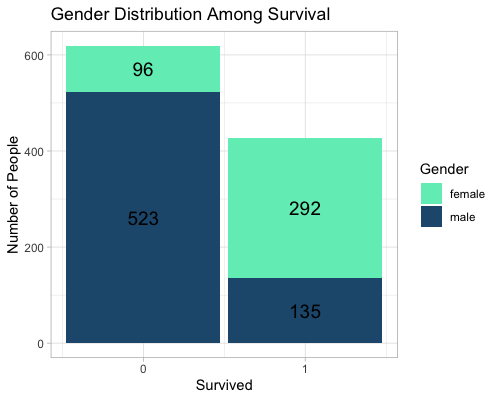 Gender Distribution Among Survival
Number of People
600
400
200
0
96
523
292
135
0
1
Survived
Gender
female
male